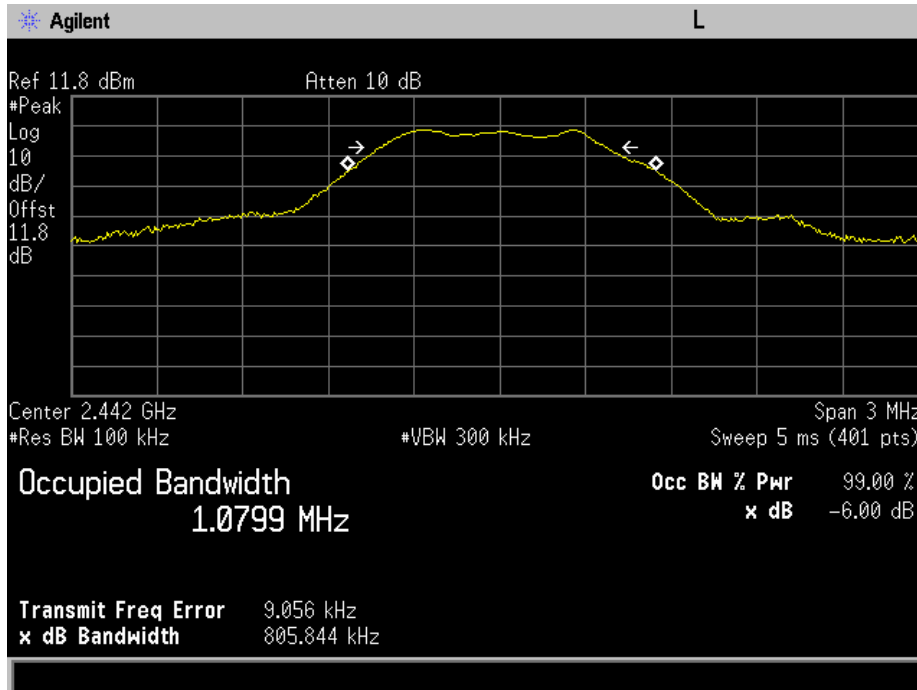 Agilent L
Ref 11.8 dBm Atten 10 dB
#Peak
Log
10
dB/
Offst
11.8
dB
Center 2.442 GHz Span 3 MHz
#Res BW 100 kHz #VBW 300 kHz Sweep 5 ms (401 pts)
Occupied Bandwidth
1.0799 MHz
Occ BW % Pwr 99.00 %
x dB -6.00 dB
Transmit Freq Error 9.056 kHz
x dB Bandwidth 805.844 kHz